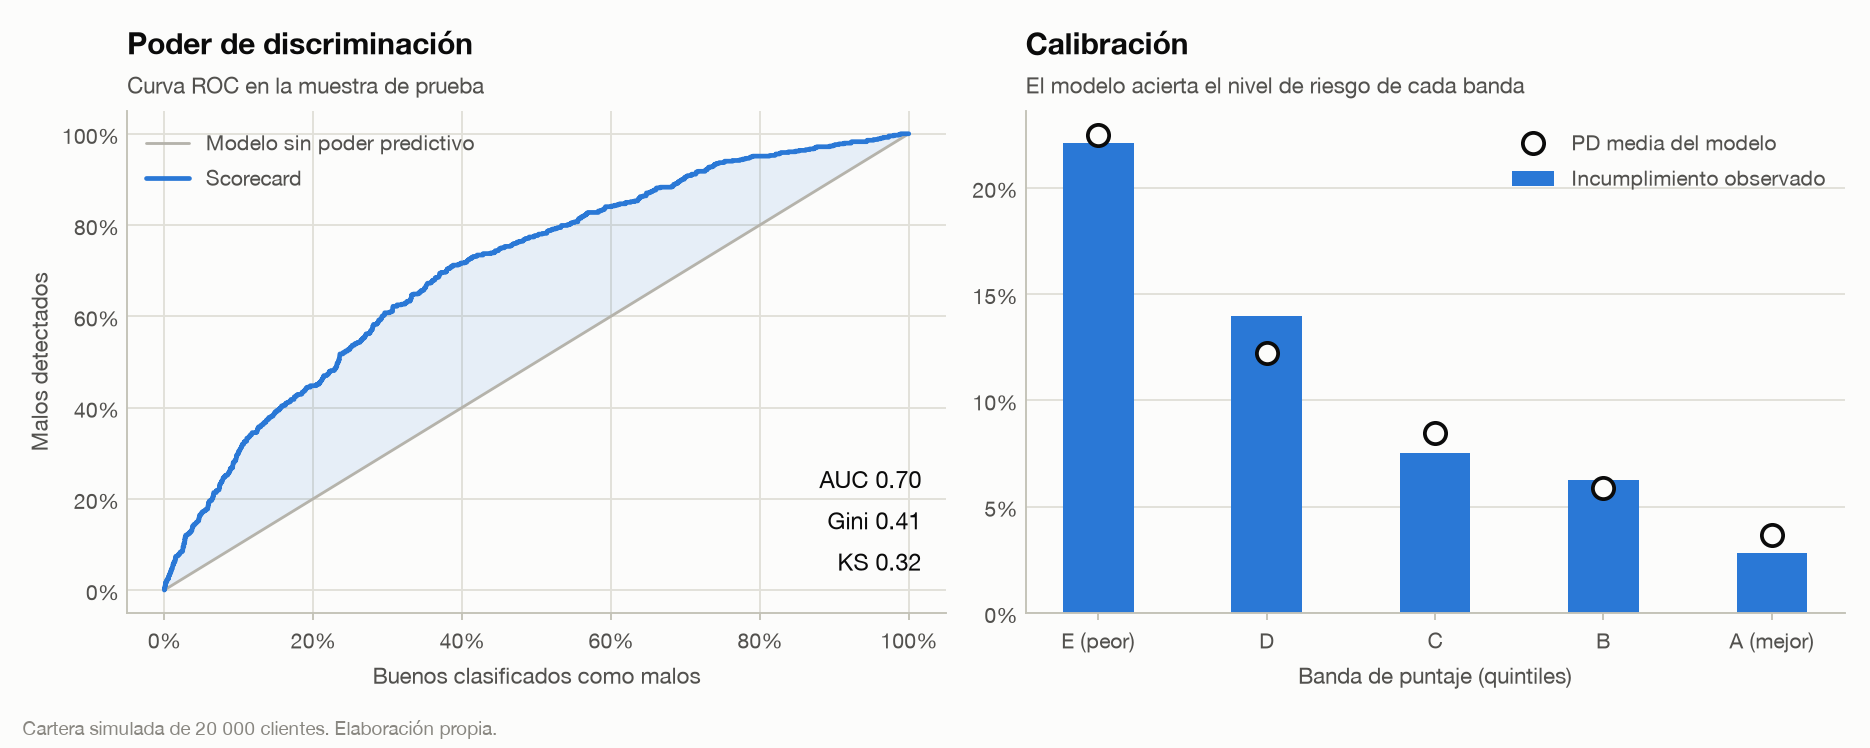 Poder de discriminación
Curva ROC en la muestra de prueba
Modelo sin poder predictivo
Scorecard
100%
80%
60%
40%
20%
0%
Malos detectados
AUC 0.70
Gini 0.41
KS 0.32
0%
20%
40%
60%
80%
100%
Buenos clasificados como malos
Calibración
El modelo acierta el nivel de riesgo de cada banda
PD media del modelo
Incumplimiento observado
20%
15%
10%
5%
0%
E (peor)
D
C
B
A (mejor)
Banda de puntaje (quintiles)
Cartera simulada de 20 000 clientes. Elaboración propia.